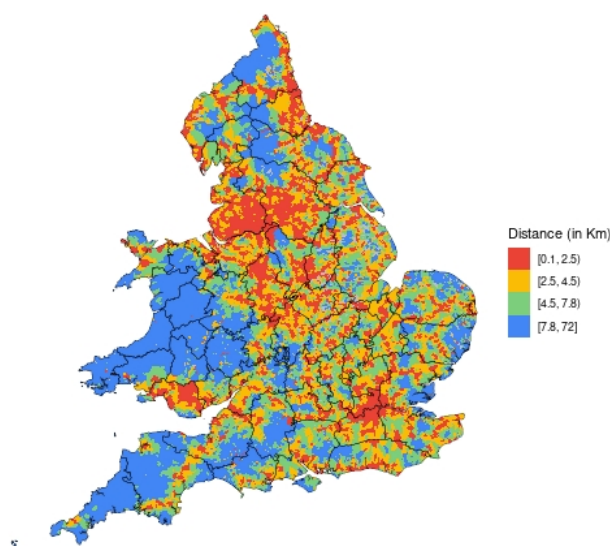 Distance (in Km)
[0.1, 2.5)
[2.5, 4.5)
[4.5, 7.8)
[7.8, 72]